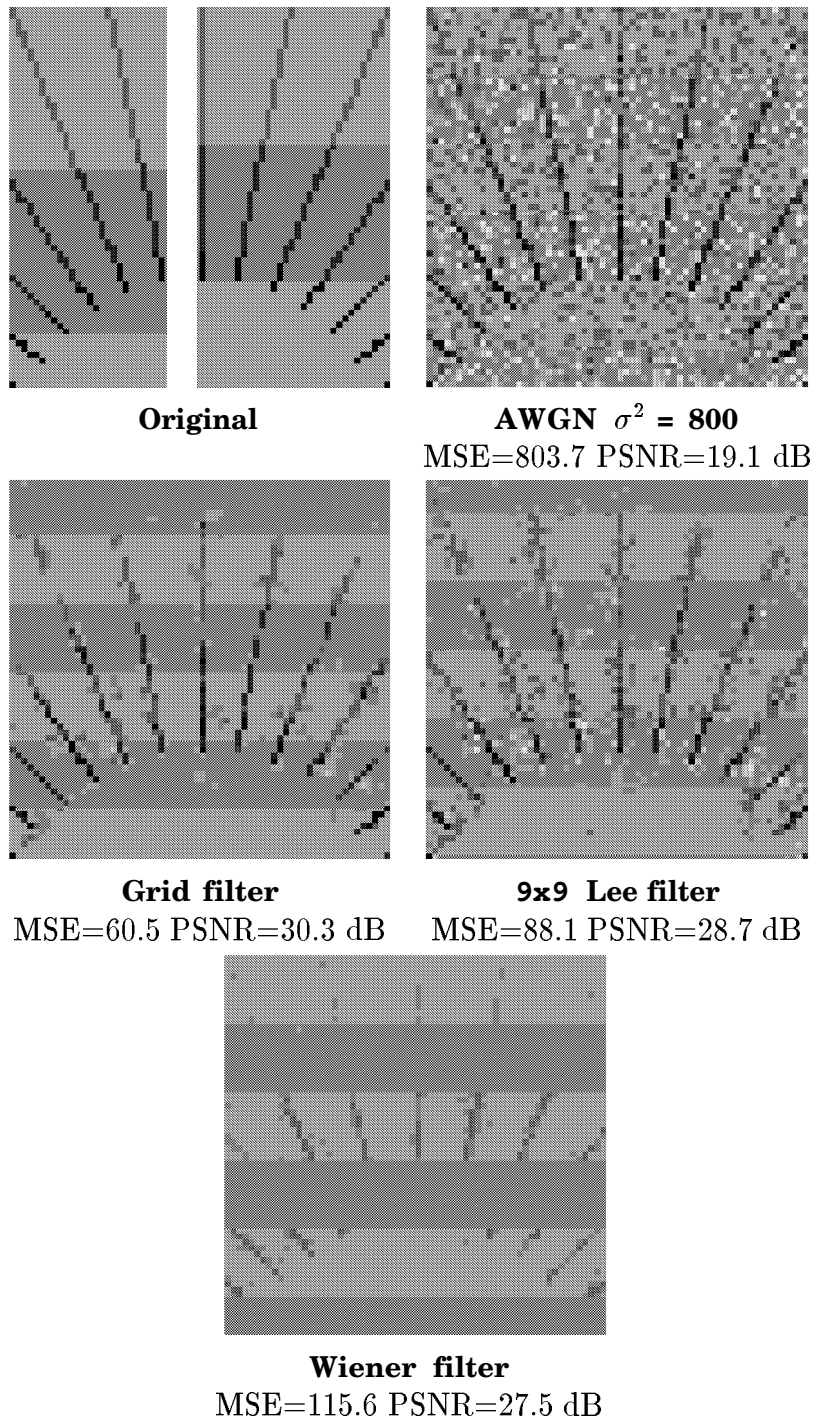 Original
AWGN σ² = 800
MSE=803.7 PSNR=19.1 dB
Grid filter
MSE=60.5 PSNR=30.3 dB
9x9 Lee filter
MSE=88.1 PSNR=28.7 dB
Wiener filter
MSE=115.6 PSNR=27.5 dB